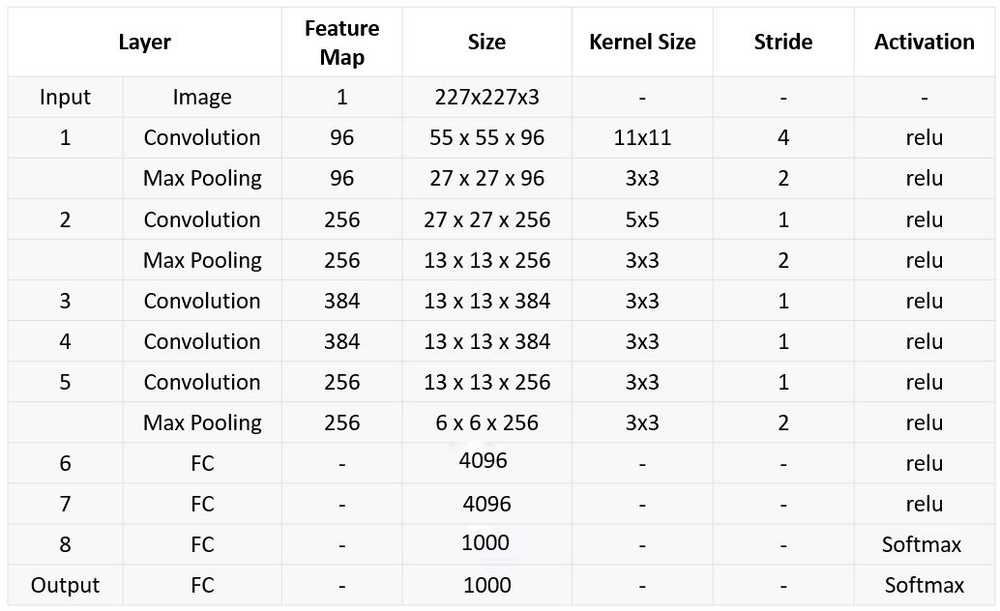 Layer Feature Map Size Kernel Size Stride Activation
Input Image 1 227x227x3 - - -
1 Convolution 96 55 x 55 x 96 11x11 4 relu
Max Pooling 96 27 x 27 x 96 3x3 2 relu
2 Convolution 256 27 x 27 x 256 5x5 1 relu
Max Pooling 256 13 x 13 x 256 3x3 2 relu
3 Convolution 384 13 x 13 x 384 3x3 1 relu
4 Convolution 384 13 x 13 x 384 3x3 1 relu
5 Convolution 256 13 x 13 x 256 3x3 1 relu
Max Pooling 256 6 x 6 x 256 3x3 2 relu
6 FC - 4096 - - relu
7 FC - 4096 - - relu
8 FC - 1000 - - Softmax
Output FC - 1000 - - Softmax